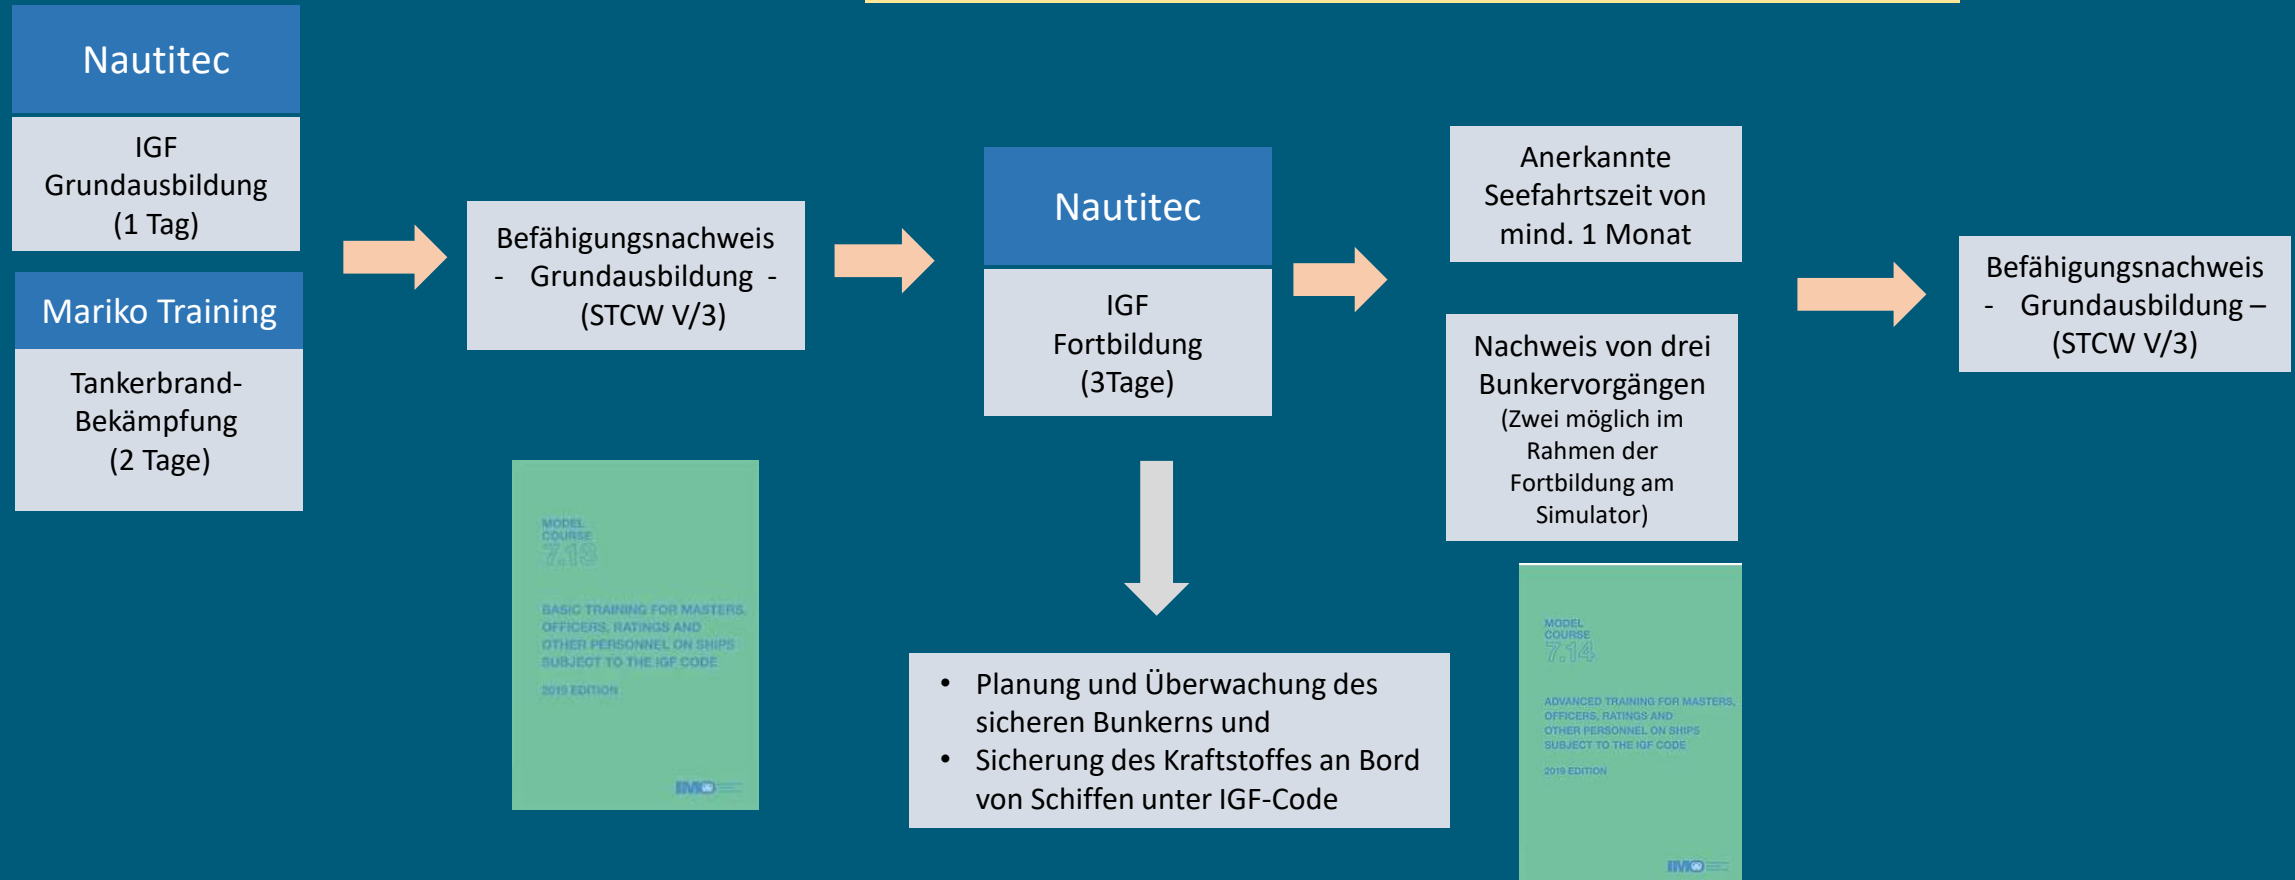 Nautitec
IGF
Grundausbildung
(1 Tag)
Mariko Training
Tankerbrand-
Bekämpfung
(2 Tage)
Befähigungsnachweis
- Grundausbildung -
(STCW V/3)
MODEL
COURSE
7.13
BASIC TRAINING FOR MASTERS,
OFFICERS, RATINGS AND
OTHER PERSONNEL ON SHIPS
SUBJECT TO THE IGF CODE
2019 EDITION
IMO
Nautitec
IGF
Fortbildung
(3Tage)
• Planung und Überwachung des
sicheren Bunkerns und
• Sicherung des Kraftstoffes an Bord
von Schiffen unter IGF-Code
Anerkannte
Seefahrtszeit von
mind. 1 Monat
Nachweis von drei
Bunkervorgängen
(Zwei möglich im
Rahmen der
Fortbildung am
Simulator)
MODEL
COURSE
7.14
ADVANCED TRAINING FOR MASTERS,
OFFICERS, RATINGS AND
OTHER PERSONNEL ON SHIPS
SUBJECT TO THE IGF CODE
2019 EDITION
IMO
Befähigungsnachweis
- Grundausbildung –
(STCW V/3)